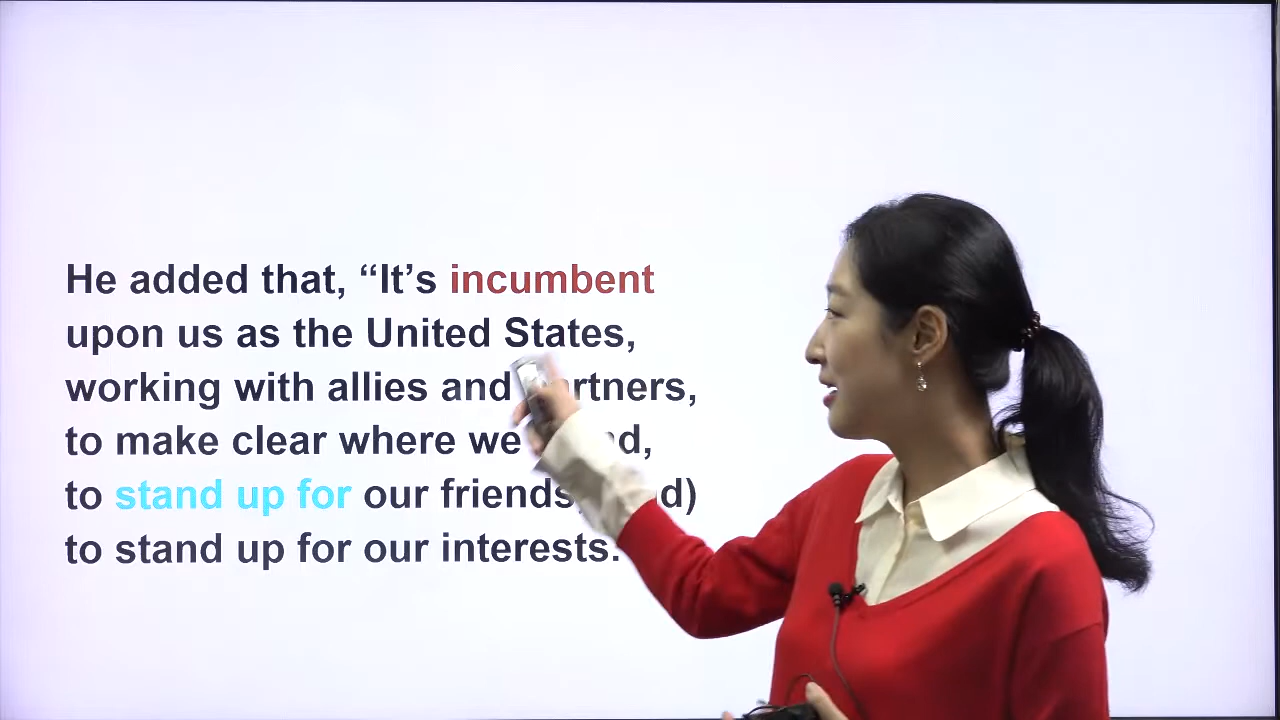 He added that, “It’s incumbent
upon us as the United States,
working with allies and
to make clear where we
to stand up for our friends,
to stand up for our interests.